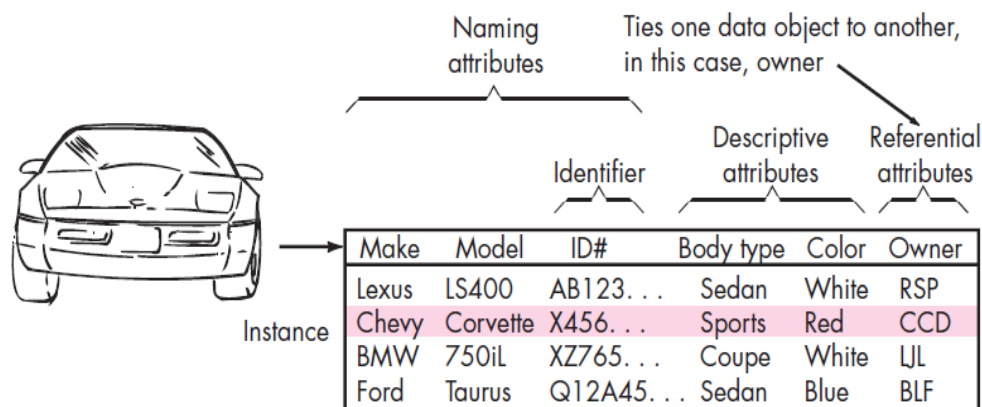 Naming
attributes
Ties one data object to another,
in this case, owner
Identifier
Descriptive
attributes
Referential
attributes
Make Model ID# Body type Color Owner
Lexus LS400 AB123. . . Sedan White RSP
Instance
Chevy Corvette X456. . . Sports Red CCD
BMW 750iL XZ765. . . Coupe White LJL
Ford Taurus Q12A45. . . Sedan Blue BLF